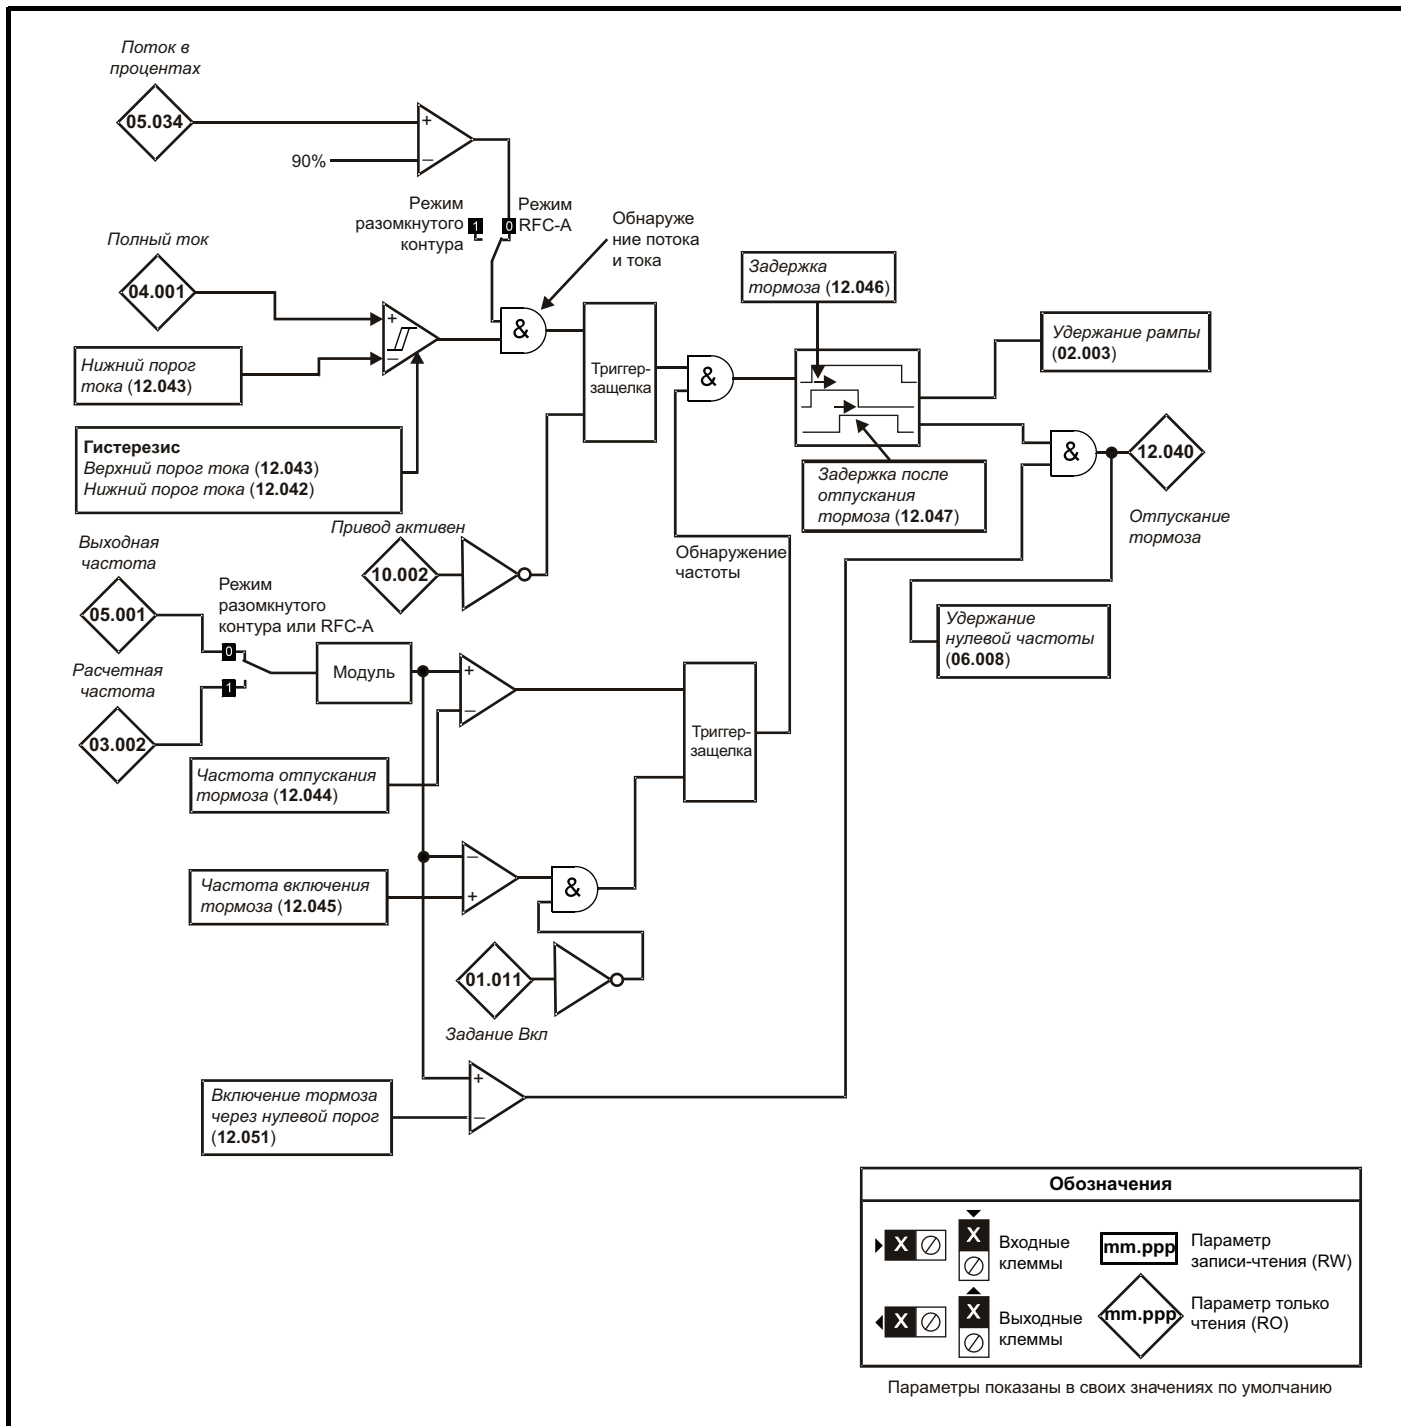 Поток в
процентах
05.034
+
90%
–
Режим
разомкнутого
контура
1
0
Режим
RFC-A
Обнаруже
ние потока
и тока
Полный ток
04.001
+
–
&
Нижний порог
тока (12.043)
Гистерезис
Верхний порог тока (12.043)
Нижний порог тока (12.042)
Триггер-
защелка
&
Задержка
тормоза (12.046)
Удержание рампы
(02.003)
Задержка после
отпускания
тормоза (12.047)
&
12.040
Отпускание
тормоза
Привод активен
10.002
Обнаружение
частоты
Выходная
частота
05.001
Режим
разомкнутого
контура или RFC-A
0
1
Модуль
Расчетная
частота
03.002
+
–
Удержание
нулевой частоты
(06.008)
Триггер-
защелка
Частота отпускания
тормоза (12.044)
–
+
&
Частота включения
тормоза (12.045)
01.011
Задание Вкл
+
–
Включение тормоза
через нулевой порог
(12.051)
Обозначения
X
X
Входные
клеммы
mm.ppp
Параметр
записи-чтения (RW)
X
X
Выходные
клеммы
mm.ppp
Параметр только
чтения (RO)
Параметры показаны в своих значениях по умолчанию